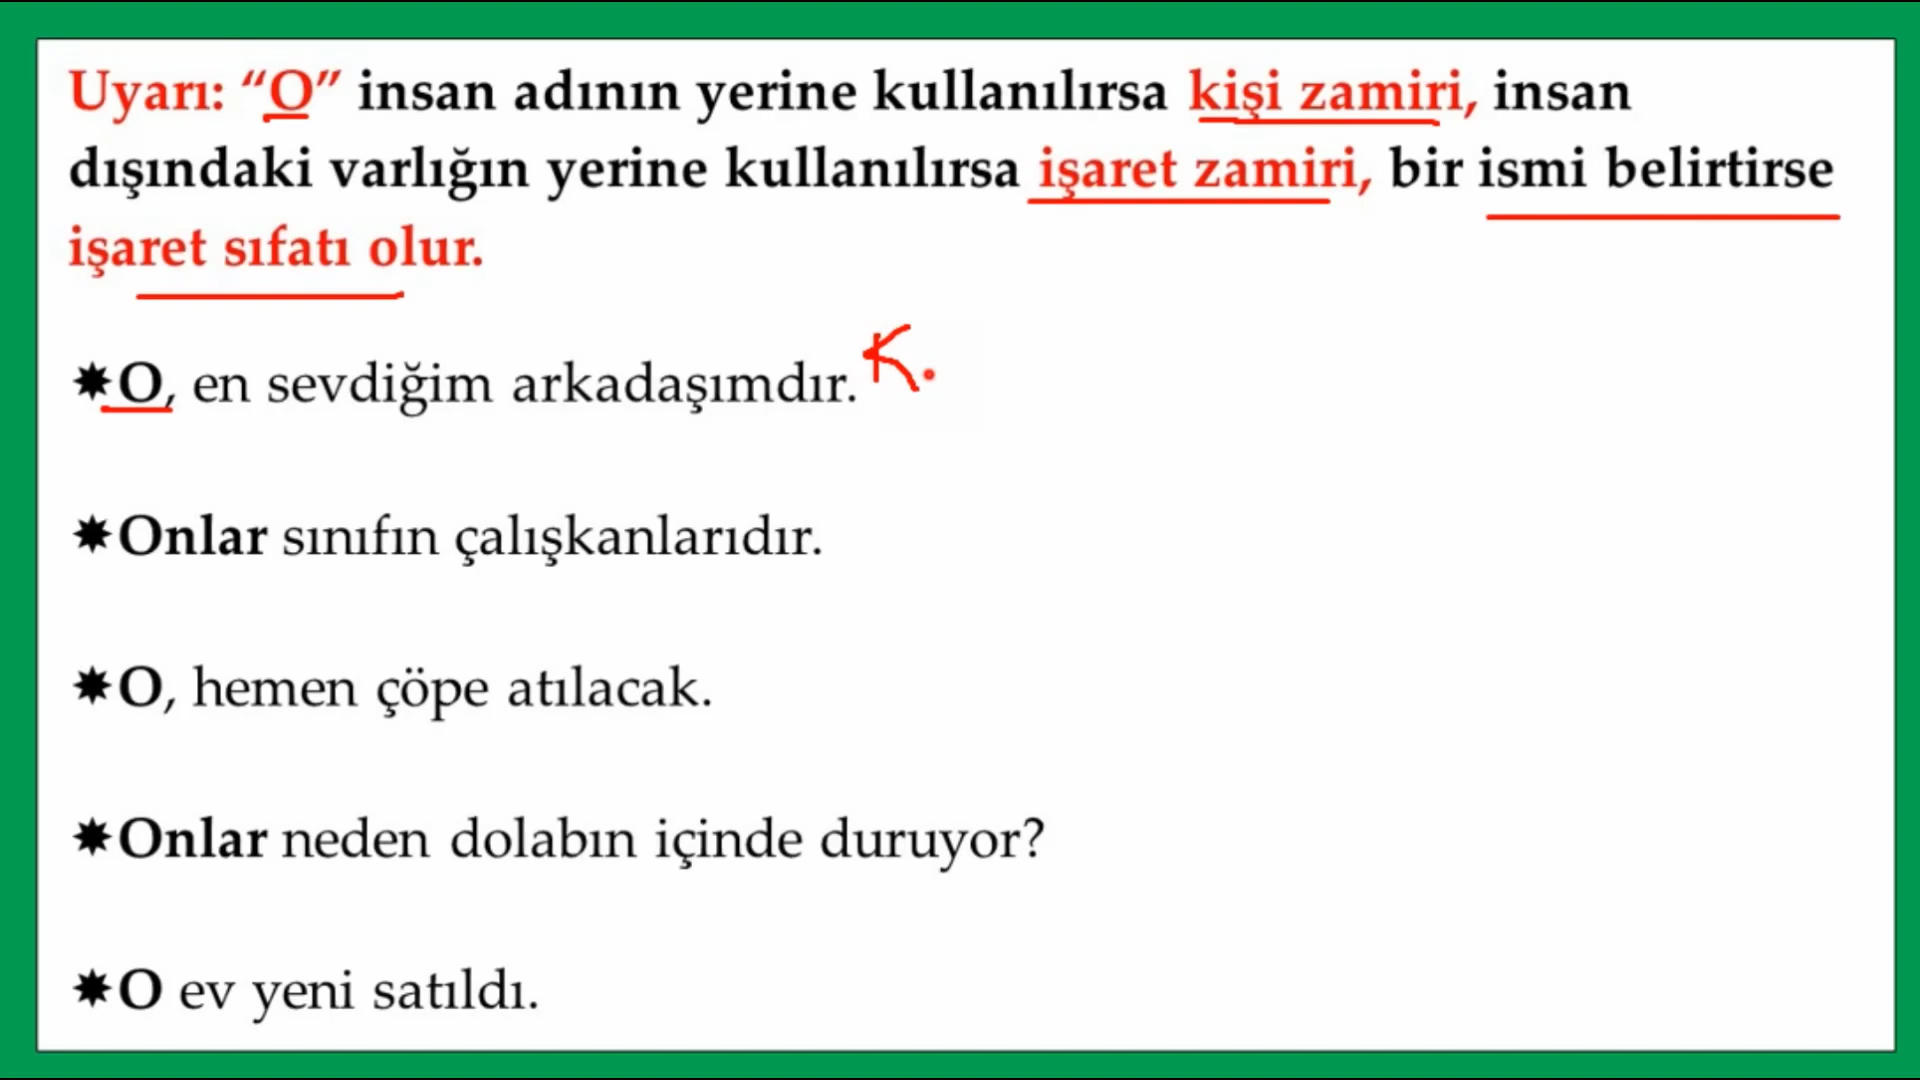 Uyarı: “O” insan adının yerine kullanılırsa kişi zamiri, insan
dışındaki varlığın yerine kullanılırsa işaret zamiri, bir ismi belirtirse
işaret sıfatı olur.
✷O, en sevdiğim arkadaşımdır. K.
✷Onlar sınıfın çalışkanlarıdır.
✷O, hemen çöpe atılacak.
✷Onlar neden dolabın içinde duruyor?
✷O ev yeni satıldı.